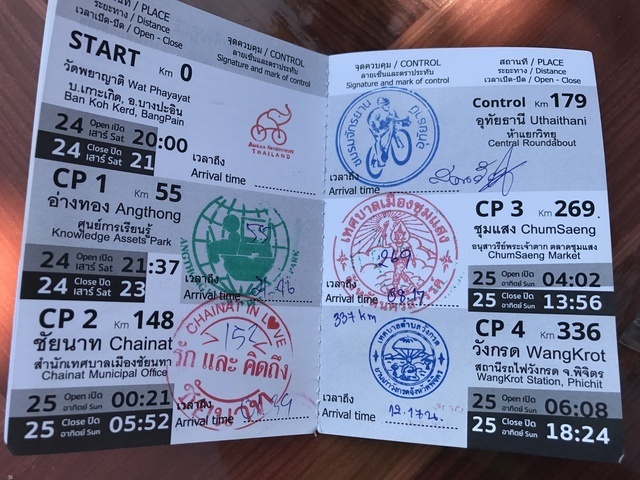 สถานที่ / PLACE
ระยะทาง / Distance
เวลาเปิด-ปิด / Open - Close
จุดควบคุม / CONTROL
ลายเซ็นและตราประทับ
Signature and mark of control
START Km 0
วัดพยาญาติ Wat Phayayat
บ.เกาะเกิด, อ.บางปะอิน
Ban Koh Kerd, BangPain
24 Open เปิด เสาร์ Sat 20:00
24 Close ปิด เสาร์ Sat 21
THAILAND
เวลาถึง
Arrival time
CP 1 Km 55
อ่างทอง Angthong
ศูนย์การเรียนรู้
Knowledge Assets Park
24 Open เปิด เสาร์ Sat 21:37
24 Close ปิด เสาร์ Sat 23
55
เวลาถึง
Arrival time
CP 2 Km 148
ชัยนาท Chainat
สำนักเทศบาลเมืองชัยนาท
Chainat Municipal Office
25 Open เปิด อาทิตย์ Sun 00:21
25 Close ปิด อาทิตย์ Sun 05:52
CHAINAT IN LOVE
152
รัก และ คิดถึง
เวลาถึง
Arrival time
จุดควบคุม / CONTROL
ลายเซ็นและตราประทับ
Signature and mark of control
สถานที่ / PLACE
ระยะทาง / Distance
เวลาเปิด-ปิด / Open - Close
ชมรมจักรยาน
เวลาถึง
Arrival time
Control Km 179
อุทัยธานี Uthaithani
ห้าแยกวิทยุ
Central Roundabout
เทศบาลเมืองชุมแสง
269
เวลาถึง
Arrival time
CP 3 Km 269
ชุมแสง ChumSaeng
อนุสาวรีย์พระเจ้าตาก ตลาดชุมแสง
ChumSaeng Market
25 Open เปิด อาทิตย์ Sun 04:02
25 Close ปิด อาทิตย์ Sun 13:56
337 km
เทศบาลตำบลวังกรด
เวลาถึง
Arrival time 12.17น.
CP 4 Km 336
วังกรด WangKrot
สถานีรถไฟวังกรด จ.พิจิตร
WangKrot Station, Phichit
25 Open เปิด อาทิตย์ Sun 06:08
25 Close ปิด อาทิตย์ Sun 18:24